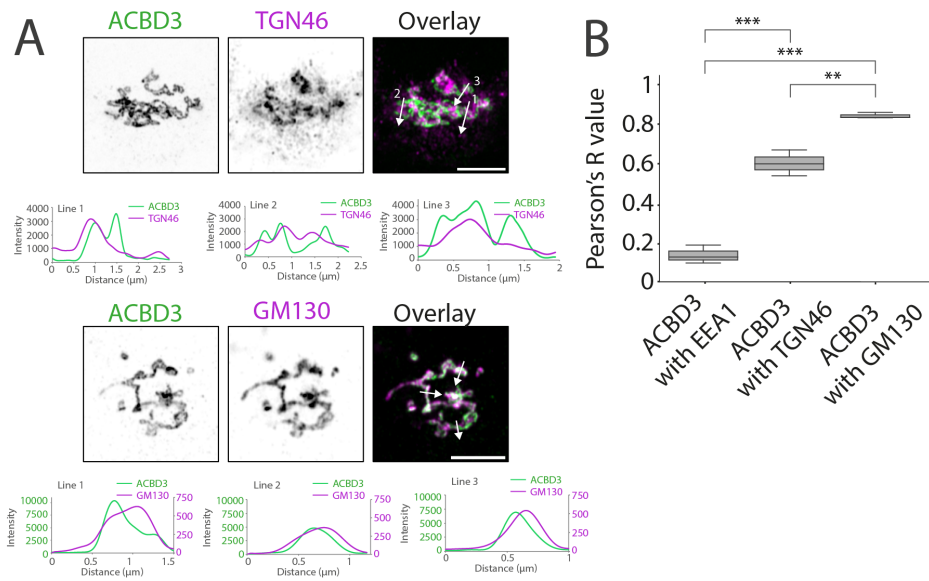 A
ACBD3 TGN46 Overlay
2 3 1
Line 1 ACBD3 TGN46
Intensity
4000
3000
2000
1000
0
0 0.5 1 1.5 2 2.5 3
Distance (µm)
Line 2 ACBD3 TGN46
Intensity
4000
3000
2000
1000
0
0 0.5 1 1.5 2 2.5
Distance (µm)
Line 3 ACBD3 TGN46
Intensity
4000
3000
2000
1000
0
0 0.5 1 1.5 2
Distance (µm)
ACBD3 GM130 Overlay
Line 1 ACBD3 GM130
Intensity
10000 750
7500 500
5000
2500 250
0 0
0 0.5 1 1.5
Distance (µm)
Line 2 ACBD3 GM130
Intensity
10000 750
7500 500
5000
2500 250
0 0
0 0.5 1
Distance (µm)
Line 3 ACBD3 GM130
Intensity
10000 750
7500 500
5000
2500 250
0 0
0.5 1
Distance (µm)
B
***
***
**
Pearson's R value
1
0.8
0.6
0.2
0
ACBD3
with EEA1
ACBD3
with TGN46
ACBD3
with GM130